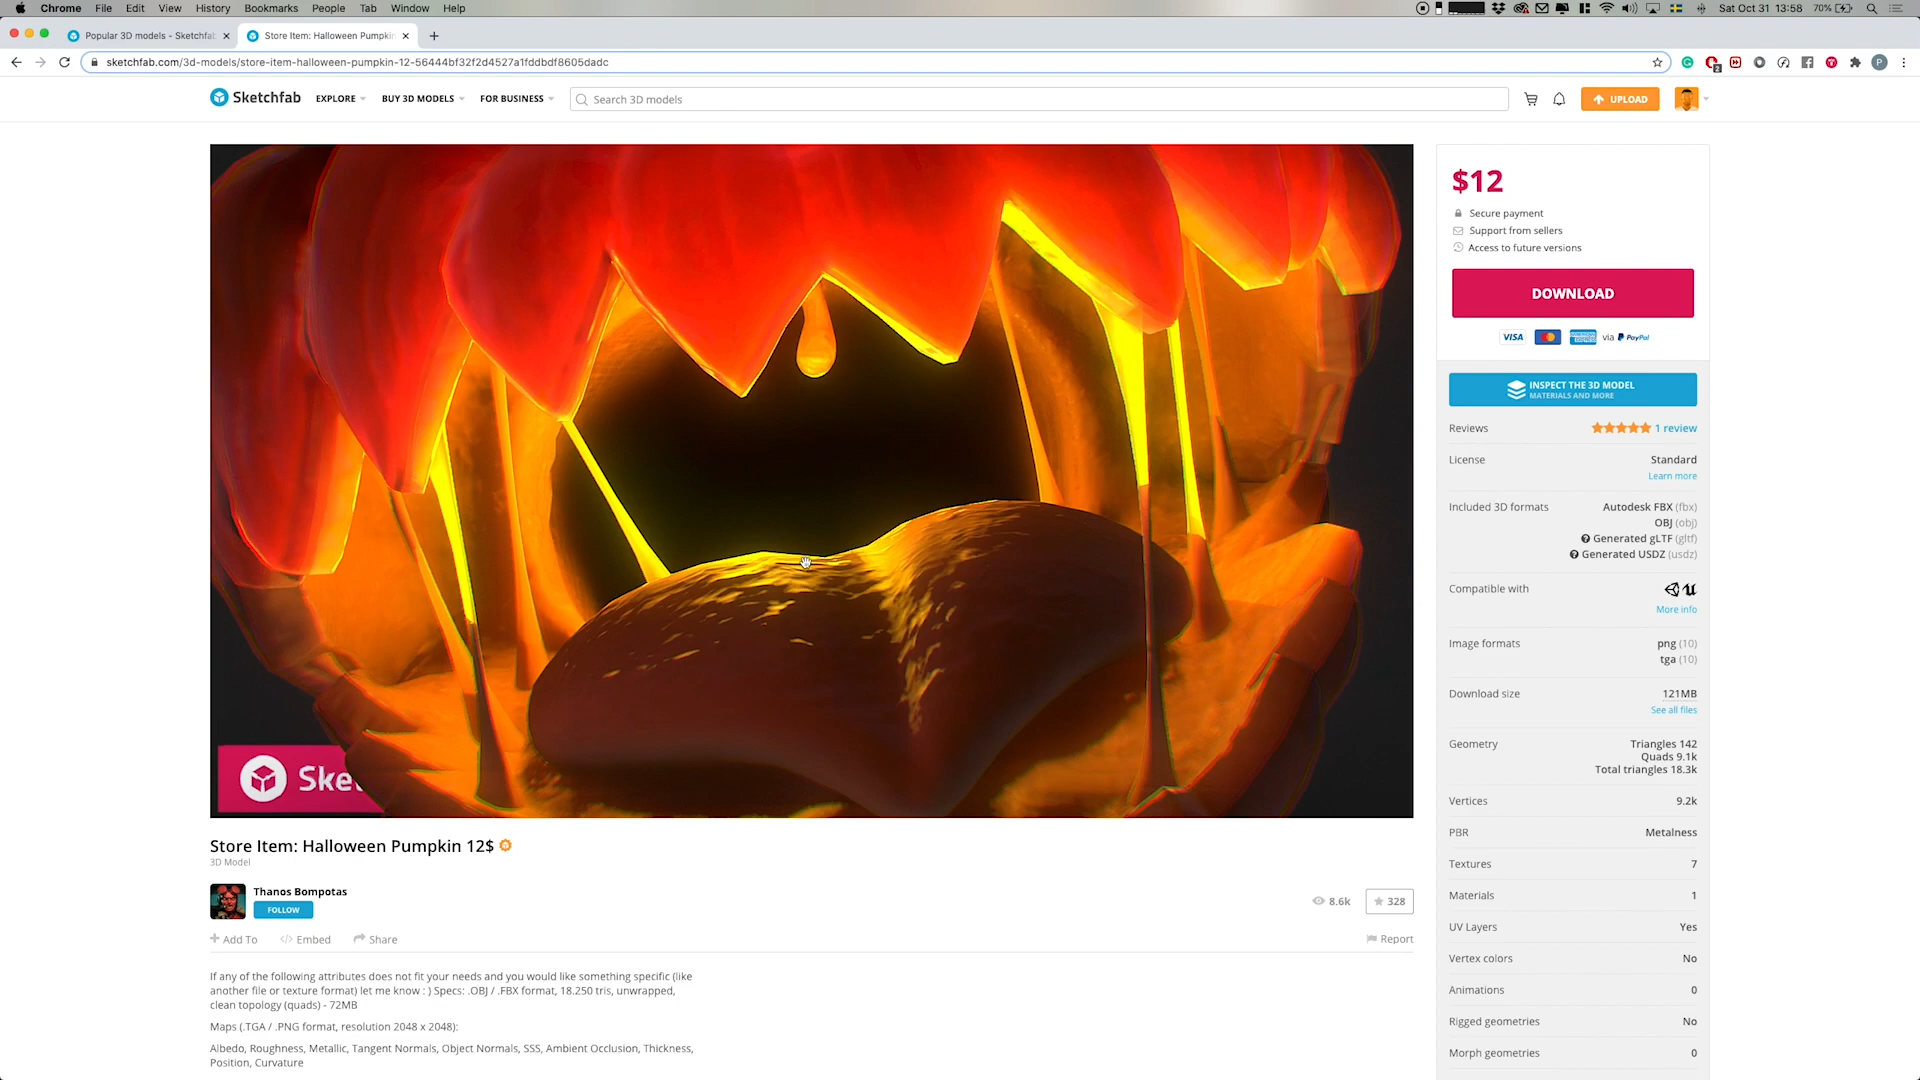 Chrome File Edit View History Bookmarks People Tab Window Help
Sat Oct 31 13:58 70%
Popular 3D models - Sketchfab
Store Item: Halloween Pumpkin
sketchfab.com/3d-models/store-item-halloween-pumpkin-12-56444bf32f2d4527a1fddbdf8605dadc
2
P
Sketchfab EXPLORE BUY 3D MODELS FOR BUSINESS Search 3D models UPLOAD
$12
Secure payment
Support from sellers
Access to future versions
DOWNLOAD
VISA via PayPal
INSPECT THE 3D MODEL
MATERIALS AND MORE
Reviews 1 review
License Standard
Learn more
Included 3D formats Autodesk FBX (fbx)
OBJ (obj)
Generated glTF (gltf)
Generated USDZ (usdz)
Compatible with
More info
Image formats png (10)
tga (10)
Download size 121MB
See all files
Geometry Triangles 142
Quads 9.1k
Total triangles 18.3k
Vertices 9.2k
PBR Metalness
Textures 7
Materials 1
UV Layers Yes
Vertex colors No
Animations 0
Rigged geometries No
Morph geometries 0
Ske
Store Item: Halloween Pumpkin 12$
3D Model
Thanos Bompotas
FOLLOW
8.6k 328
Add To Embed Share Report
If any of the following attributes does not fit your needs and you would like something specific (like
another file or texture format) let me know : ) Specs: .OBJ / .FBX format, 18.250 tris, unwrapped,
clean topology (quads) - 72MB
Maps (.TGA / .PNG format, resolution 2048 x 2048):
Albedo, Roughness, Metallic, Tangent Normals, Object Normals, SSS, Ambient Occlusion, Thickness,
Position, Curvature